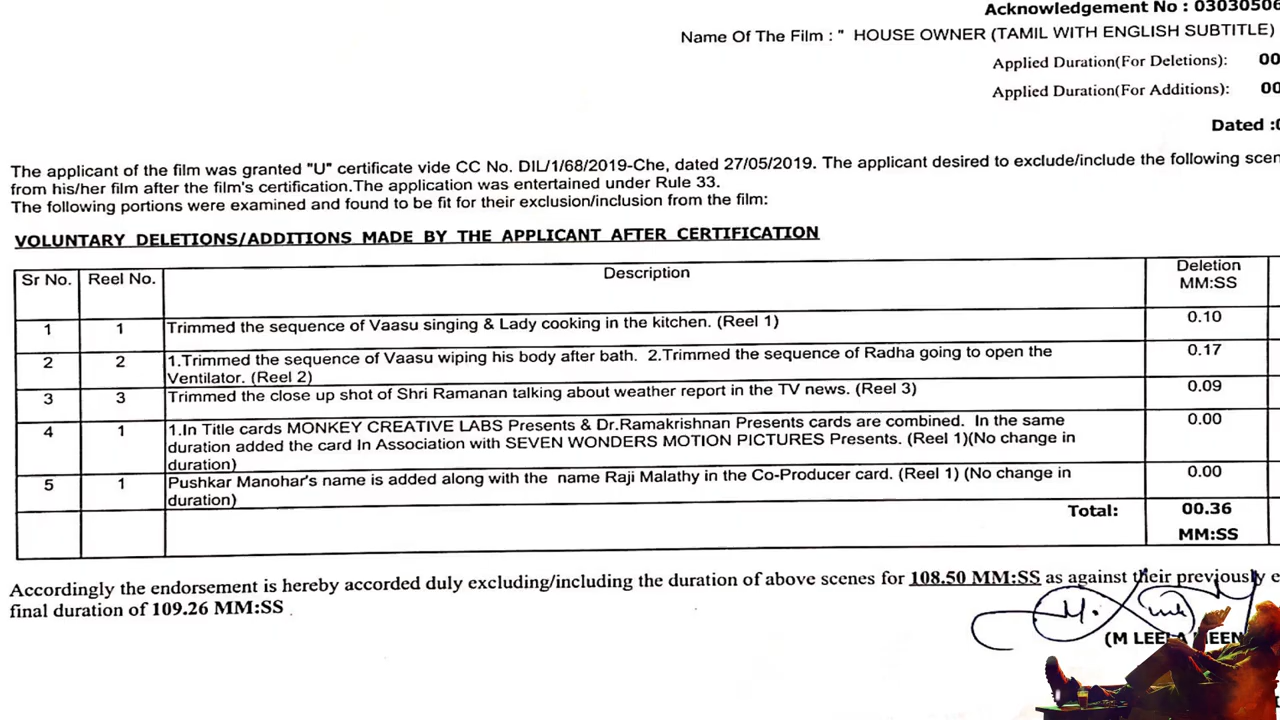 Acknowledgement No : 03030506
Name Of The Film : " HOUSE OWNER (TAMIL WITH ENGLISH SUBTITLE)
Applied Duration(For Deletions): 00
Applied Duration(For Additions): 00
Dated :0
The applicant of the film was granted "U" certificate vide CC No. DIL/1/68/2019-Che, dated 27/05/2019. The applicant desired to exclude/include the following scen
from his/her film after the film's certification.The application was entertained under Rule 33.
The following portions were examined and found to be fit for their exclusion/inclusion from the film:
VOLUNTARY DELETIONS/ADDITIONS MADE BY THE APPLICANT AFTER CERTIFICATION
Sr No. Reel No. Description Deletion
MM:SS
1 1 Trimmed the sequence of Vaasu singing & Lady cooking in the kitchen. (Reel 1) 0.10
2 2 1.Trimmed the sequence of Vaasu wiping his body after bath. 2.Trimmed the sequence of Radha going to open the 0.17
Ventilator. (Reel 2)
3 3 Trimmed the close up shot of Shri Ramanan talking about weather report in the TV news. (Reel 3) 0.09
4 1 1.In Title cards MONKEY CREATIVE LABS Presents & Dr.Ramakrishnan Presents cards are combined. In the same 0.00
duration added the card In Association with SEVEN WONDERS MOTION PICTURES Presents. (Reel 1)(No change in
duration)
5 1 Pushkar Manohar's name is added along with the name Raji Malathy in the Co-Producer card. (Reel 1) (No change in 0.00
duration)
Total: 00.36
MM:SS
Accordingly the endorsement is hereby accorded duly excluding/including the duration of above scenes for 108.50 MM:SS as against their previously e
final duration of 109.26 MM:SS .
(M LEELA MEEN